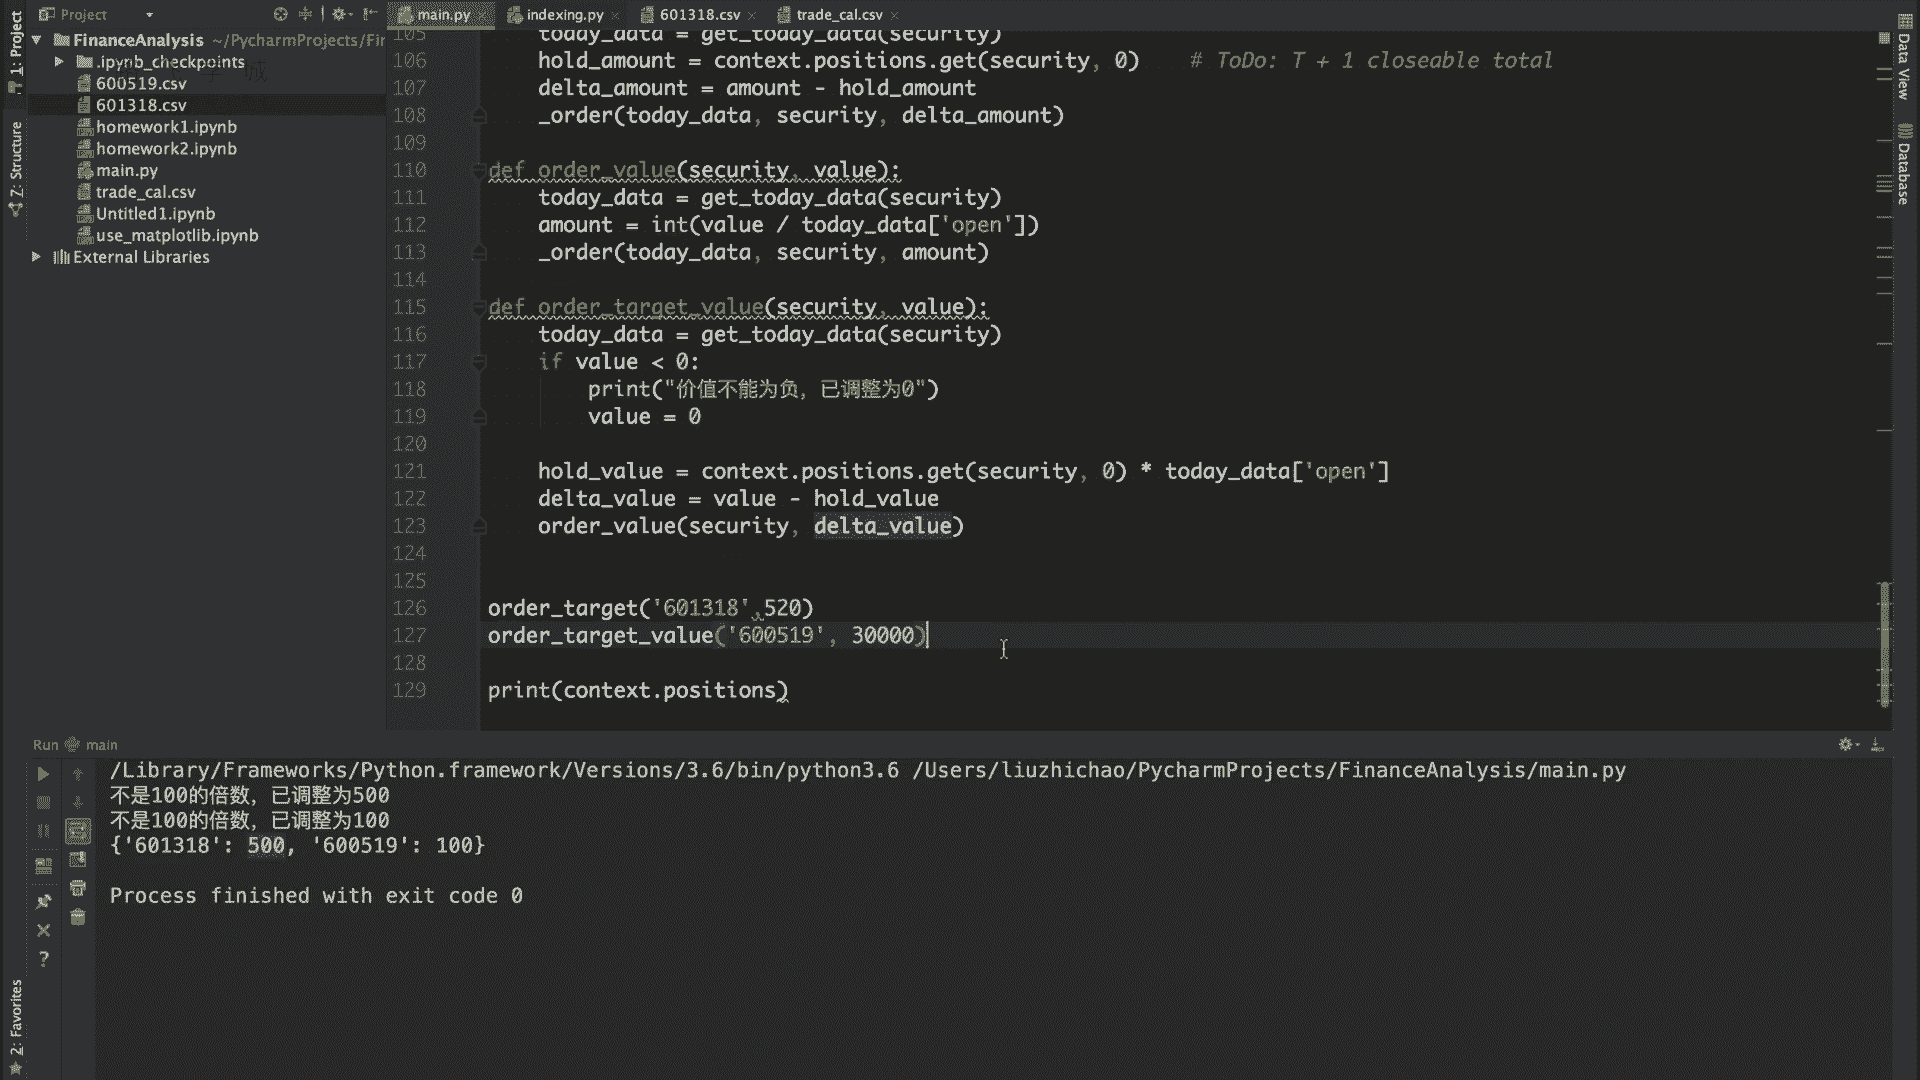 Project
main.py
indexing.py
601318.csv
trade_cal.csv
1: Project
7: Structure
2: Favorites
Data View
Database
FinanceAnalysis ~/PycharmProjects/Fir
.ipynb_checkpoints
600519.csv
601318.csv
homework1.ipynb
homework2.ipynb
main.py
trade_cal.csv
Untitled1.ipynb
use_matplotlib.ipynb
External Libraries
105 today_data = get_today_data(security)
106 hold_amount = context.positions.get(security, 0) # ToDo: T + 1 closeable total
107 delta_amount = amount - hold_amount
108 _order(today_data, security, delta_amount)
109
110 def order_value(security, value):
111 today_data = get_today_data(security)
112 amount = int(value / today_data['open'])
113 _order(today_data, security, amount)
114
115 def order_target_value(security, value):
116 today_data = get_today_data(security)
117 if value < 0:
118 print("价值不能为负，已调整为0")
119 value = 0
120
121 hold_value = context.positions.get(security, 0) * today_data['open']
122 delta_value = value - hold_value
123 order_value(security, delta_value)
124
125
126 order_target('601318',520)
127 order_target_value('600519', 30000)
128
129 print(context.positions)
Run main
/Library/Frameworks/Python.framework/Versions/3.6/bin/python3.6 /Users/liuzhichao/PycharmProjects/FinanceAnalysis/main.py
不是100的倍数，已调整为500
不是100的倍数，已调整为100
{'601318': 500, '600519': 100}
Process finished with exit code 0